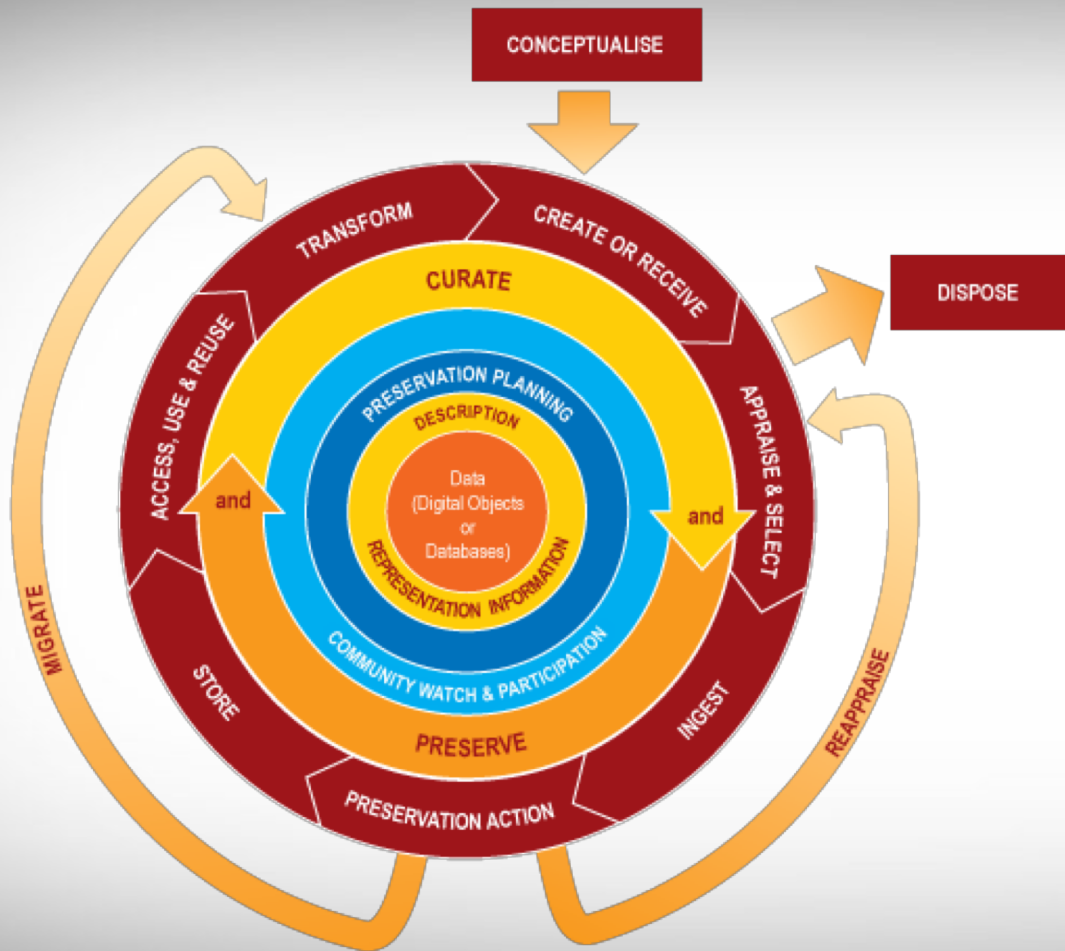 CONCEPTUALISE
TRANSFORM
CREATE OR RECEIVE
CURATE
DISPOSE
ACCESS, USE & REUSE
PRESERVATION PLANNING
DESCRIPTION
APPRAISE & SELECT
Data
(Digital Objects
or
Databases)
and
and
REPRESENTATION INFORMATION
COMMUNITY WATCH & PARTICIPATION
MIGRATE
STORE
INGEST
REAPPRAISE
PRESERVE
PRESERVATION ACTION